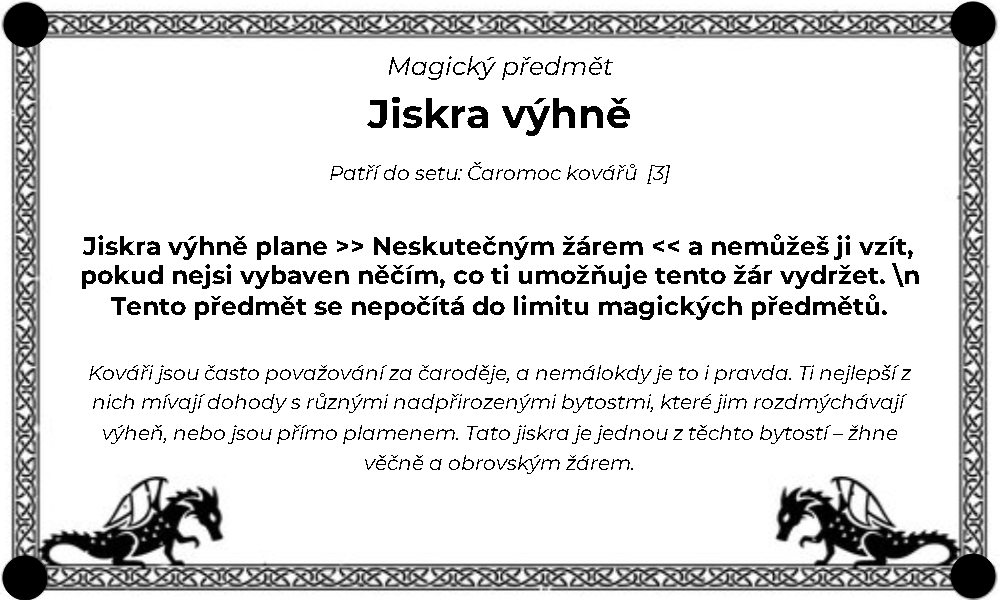 Magický předmět
Jiskra výhně
Patří do setu: Čaromoc kovářů [3]
Jiskra výhně plane >> Neskutečným žárem << a nemůžeš ji vzít,
pokud nejsi vybaven něčím, co ti umožňuje tento žár vydržet. \n
Tento předmět se nepočítá do limitu magických předmětů.
Kováři jsou často považování za čaroděje, a nemálokdy je to i pravda. Ti nejlepší z
nich mívají dohody s různými nadpřirozenými bytostmi, které jim rozdmýchávají
výheň, nebo jsou přímo plamenem. Tato jiskra je jednou z těchto bytostí – žhne
věčně a obrovským žárem.